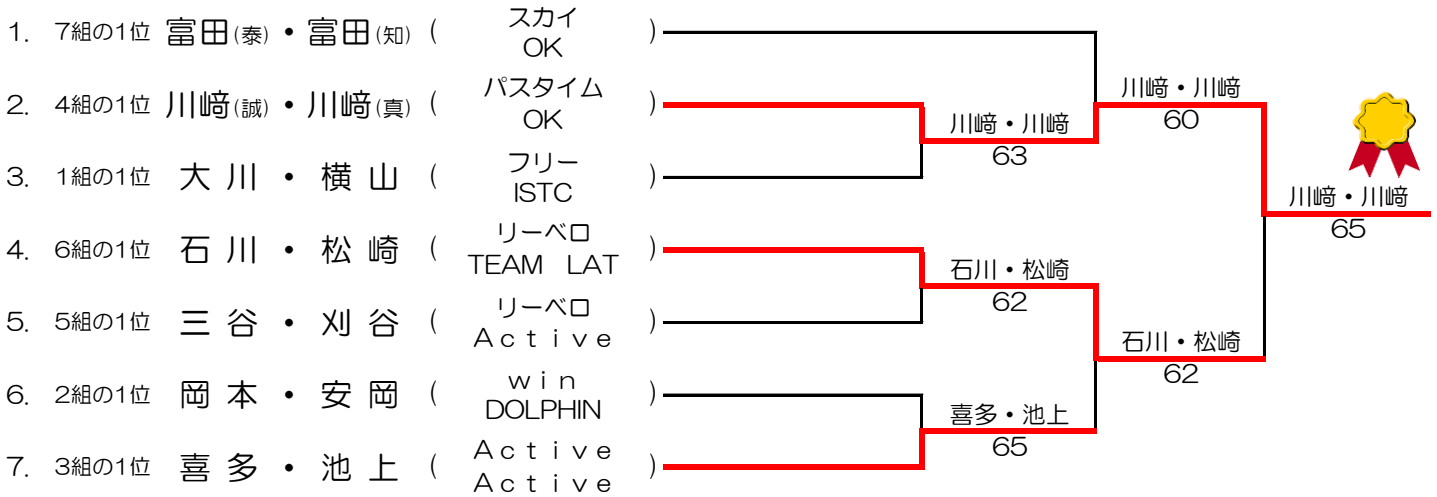 1. 7組の1位 富田(泰)・富田(知) ( スカイ OK )
2. 4組の1位 川﨑(誠)・川﨑(真) ( パスタイム OK )
3. 1組の1位 大川・横山 ( フリー ISTC )
4. 6組の1位 石川・松崎 ( リーベロ TEAM LAT )
5. 5組の1位 三谷・刈谷 ( リーベロ Active )
6. 2組の1位 岡本・安岡 ( win DOLPHIN )
7. 3組の1位 喜多・池上 ( Active Active )
川﨑・川﨑
63
石川・松崎
62
喜多・池上
65
川﨑・川﨑
60
石川・松崎
62
川﨑・川﨑
65